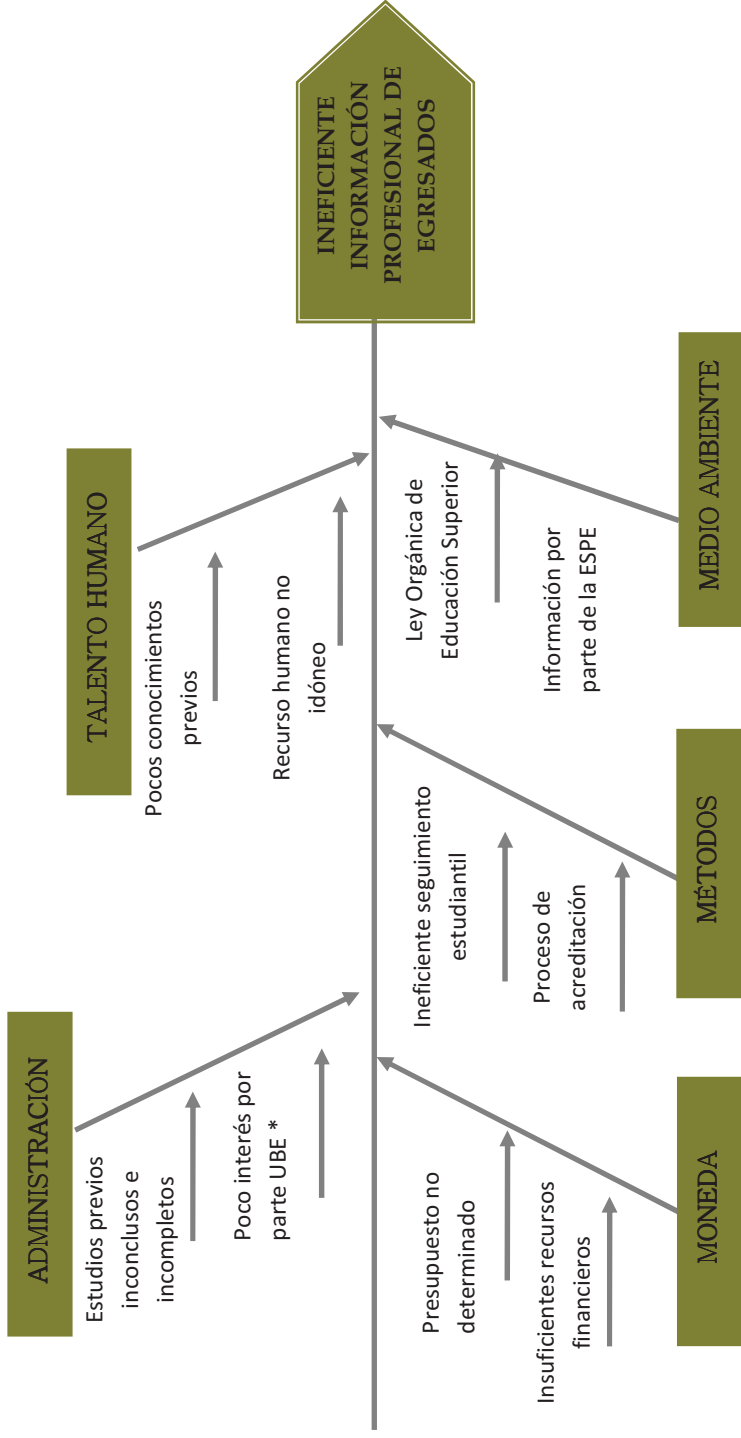 ADMINISTRACIÓN
Estudios previos
inconclusos e
incompletos
Poco interés por
parte UBE *
TALENTO HUMANO
Pocos conocimientos
previos
Recurso humano no
idóneo
INEFICIENTE
INFORMACIÓN
PROFESIONAL DE
EGRESADOS
Presupuesto no
determinado
Insuficientes recursos
financieros
MONEDA
Ineficiente seguimiento
estudiantil
Proceso de
acreditación
MÉTODOS
Ley Orgánica de
Educación Superior
Información por
parte de la ESPE
MEDIO AMBIENTE